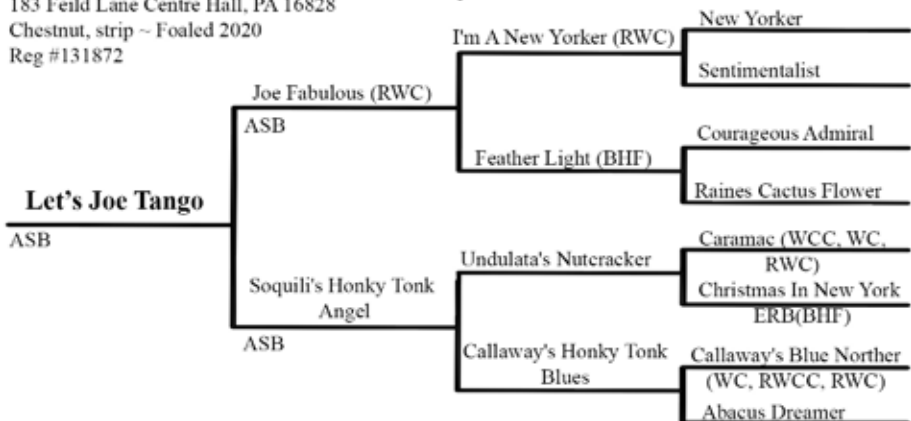 183 Feild Lane Centre Hall, PA 16828
Chestnut, strip ~ Foaled 2020
Reg #131872
Let's Joe Tango
ASB
Joe Fabulous (RWC)
ASB
Soquili's Honky Tonk
Angel
ASB
I'm A New Yorker (RWC)
Feather Light (BHF)
Undulata's Nutcracker
Callaway's Honky Tonk
Blues
New Yorker
Sentimentalist
Courageous Admiral
Raines Cactus Flower
Caramac (WCC, WC,
RWC)
Christmas In New York
ERB(BHF)
Callaway's Blue Norther
(WC, RWCC, RWC)
Abacus Dreamer